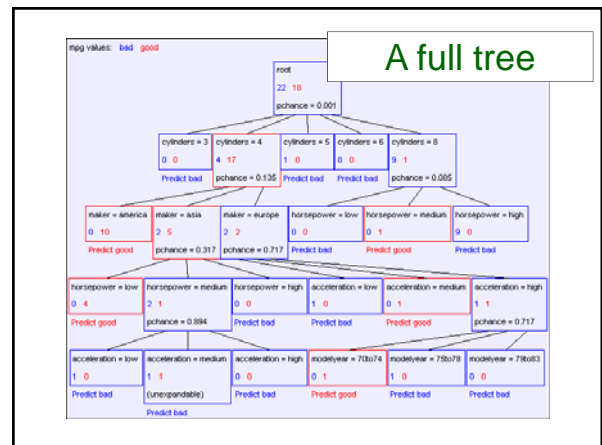 A full tree
mpg values: bad good
root
22 18
pchance = 0.001
cylinders = 3 cylinders = 4 cylinders = 5 cylinders = 6 cylinders = 8
0 0 4 17 1 0 8 0 9 1
Predict bad pchance = 0.135 Predict bad Predict bad pchance = 0.085
maker = america maker = asia maker = europe horsepower = low horsepower = medium horsepower = high
0 10 2 5 2 2 0 0 0 1 9 0
Predict good pchance = 0.317 pchance = 0.717 Predict bad Predict good Predict bad
horsepower = low horsepower = medium horsepower = high acceleration = low acceleration = medium acceleration = high
0 4 2 1 0 0 1 0 0 1 1 1
Predict good pchance = 0.894 Predict bad Predict bad Predict good pchance = 0.717
acceleration = low acceleration = medium acceleration = high modelyear = 70to74 modelyear = 75to78 modelyear = 79to83
1 0 1 1 0 0 0 1 1 0 0 0
Predict bad (unexpandable) Predict bad Predict good Predict bad Predict bad
Predict bad